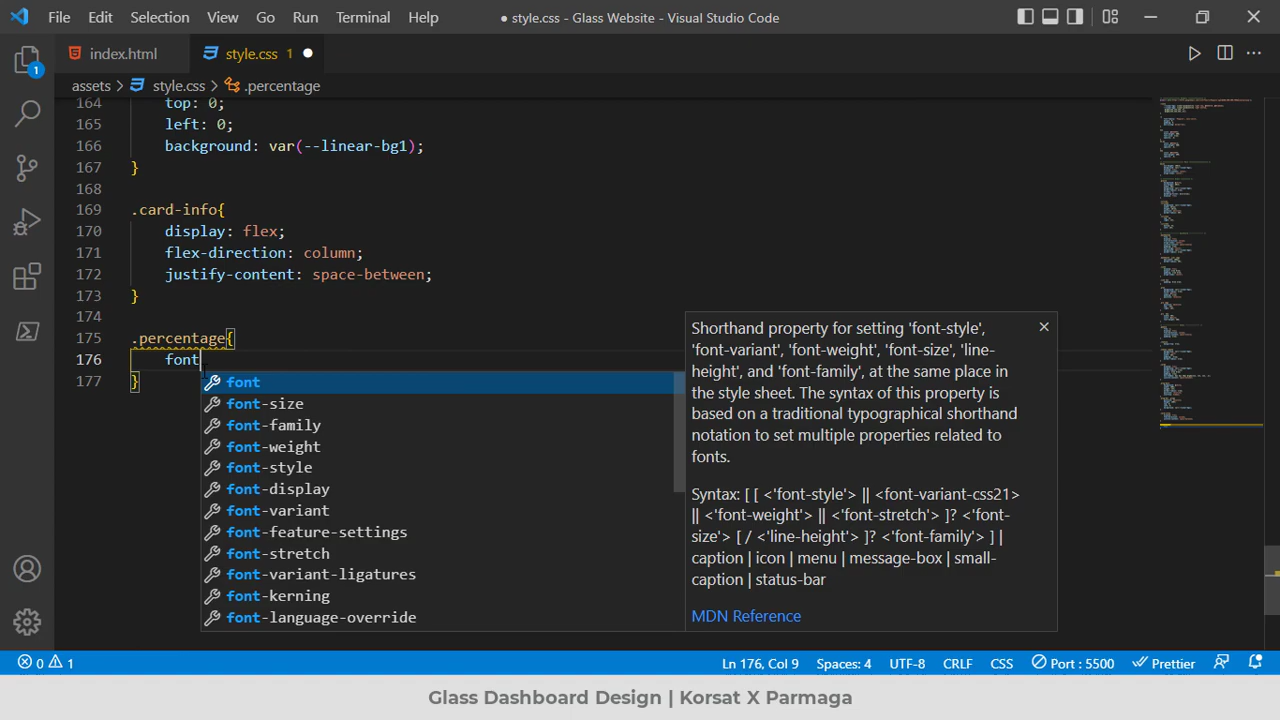 File Edit Selection View Go Run Terminal Help ● style.css - Glass Website - Visual Studio Code
index.html style.css 1
assets > style.css > .percentage
1
164 top: 0;
165 left: 0;
166 background: var(--linear-bg1);
167 }
168
169 .card-info{
170 display: flex;
171 flex-direction: column;
172 justify-content: space-between;
173 }
174
175 .percentage{
176 font
177 }
font
font-size
font-family
font-weight
font-style
font-display
font-variant
font-feature-settings
font-stretch
font-variant-ligatures
font-kerning
font-language-override
Shorthand property for setting 'font-style',
'font-variant', 'font-weight', 'font-size', 'line-
height', and 'font-family', at the same place in
the style sheet. The syntax of this property is
based on a traditional typographical shorthand
notation to set multiple properties related to
fonts.
Syntax: [ [ <'font-style'> || <font-variant-css21>
|| <'font-weight'> || <'font-stretch'> ]? <'font-
size'> [ / <'line-height'> ]? <'font-family'> ] |
caption | icon | menu | message-box | small-
caption | status-bar
MDN Reference
0 1 Ln 176, Col 9 Spaces: 4 UTF-8 CRLF CSS Port : 5500 Prettier
Glass Dashboard Design | Korsat X Parmaga